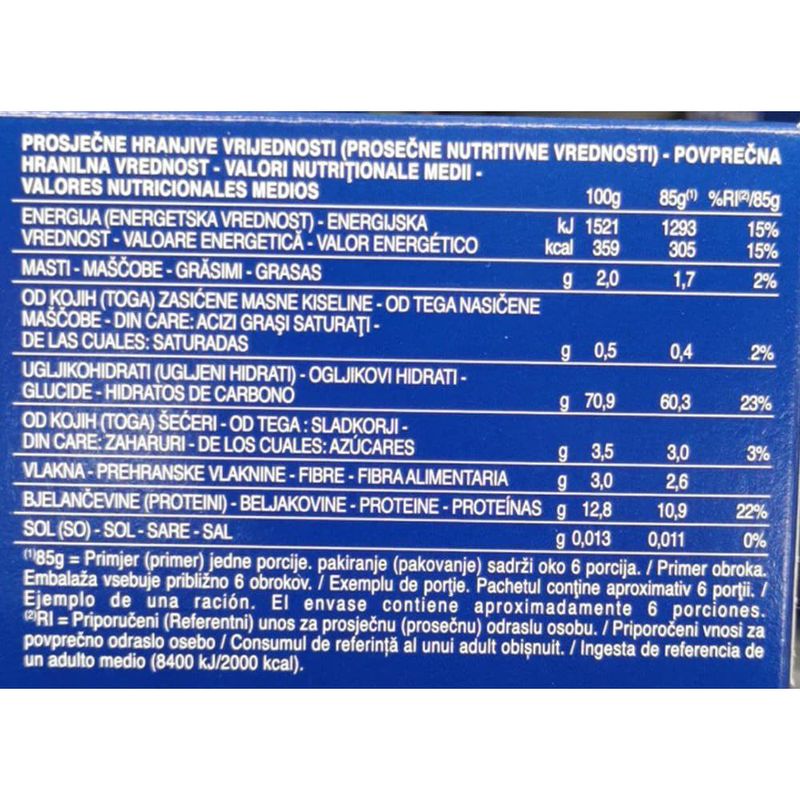 PROSJEČNE HRANJIVE VRIJEDNOSTI (PROSEČNE NUTRITIVNE VREDNOSTI) - POVPREČNA
HRANILNA VREDNOST - VALORI NUTRIȚIONALE MEDII -
VALORES NUTRICIONALES MEDIOS 100g 85g⁽¹⁾ %RI⁽²⁾/85g
ENERGIJA (ENERGETSKA VREDNOST) - ENERGIJSKA kJ 1521 1293 15%
VREDNOST - VALOARE ENERGETICĂ - VALOR ENERGÉTICO kcal 359 305 15%
MASTI - MAŠČOBE - GRĂSIMI - GRASAS g 2,0 1,7 2%
OD KOJIH (TOGA) ZASIĆENE MASNE KISELINE - OD TEGA NASIČENE
MAŠČOBE - DIN CARE: ACIZI GRAȘI SATURAȚI -
DE LAS CUALES: SATURADAS g 0,5 0,4 2%
UGLJIKOHIDRATI (UGLJENI HIDRATI) - OGLJIKOVI HIDRATI -
GLUCIDE - HIDRATOS DE CARBONO g 70,9 60,3 23%
OD KOJIH (TOGA) ŠEĆERI - OD TEGA : SLADKORJI -
DIN CARE: ZAHARURI - DE LOS CUALES: AZÚCARES g 3,5 3,0 3%
VLAKNA - PREHRANSKE VLAKNINE - FIBRE - FIBRA ALIMENTARIA g 3,0 2,6
BJELANČEVINE (PROTEINI) - BELJAKOVINE - PROTEINE - PROTEÍNAS g 12,8 10,9 22%
SOL (SO) - SOL - SARE - SAL g 0,013 0,011 0%
⁽¹⁾85g = Primjer (primer) jedne porcije. pakiranje (pakovanje) sadrži oko 6 porcija. / Primer obroka.
Embalaža vsebuje približno 6 obrokov. / Exemplu de porție. Pachetul conține aproximativ 6 porții. /
Ejemplo de una ración. El envase contiene aproximadamente 6 porciones.
⁽²⁾RI = Priporučeni (Referentni) unos za prosječnu (prosečnu) odraslu osobu. / Priporočeni vnosi za
povprečno odraslo osebo / Consumul de referință al unui adult obișnuit. / Ingesta de referencia de
un adulto medio (8400 kJ/2000 kcal).